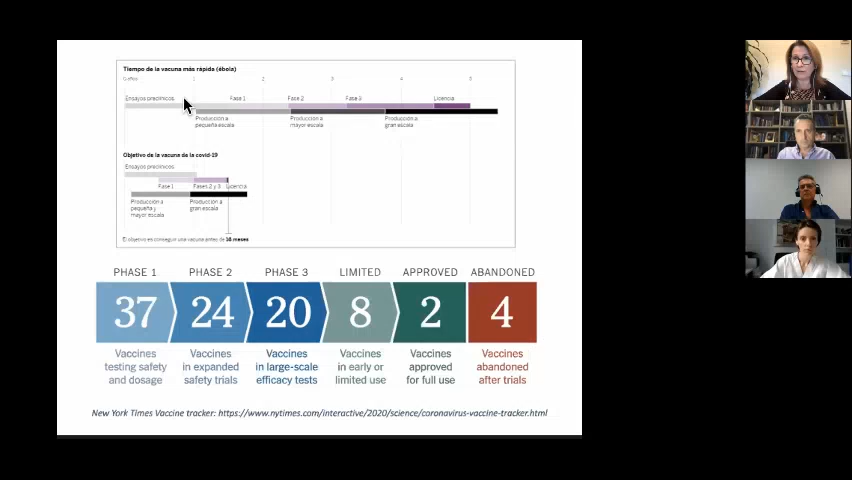 Tiempo de la vacuna más rápida (ébola)
1 2 3 4 5
Ensayos preclínicos Fase 1 Fase 2 Fase 3 Licencia
Producción a Producción a Producción a
pequeña escala mayor escala gran escala
Objetivo de la vacuna de la covid-19
Ensayos preclínicos
Fase 1 Fases 2 y 3 Licencia
Producción a Producción a
pequeña y gran escala
mayor escala
El objetivo es conseguir una vacuna antes de 16 meses
PHASE 1 PHASE 2 PHASE 3 LIMITED APPROVED ABANDONED
37 24 20 8 2 4
Vaccines Vaccines Vaccines Vaccines Vaccines Vaccines
testing safety in expanded in large-scale in early or approved abandoned
and dosage safety trials efficacy tests limited use for full use after trials
New York Times Vaccine tracker: https://www.nytimes.com/interactive/2020/science/coronavirus-vaccine-tracker.html